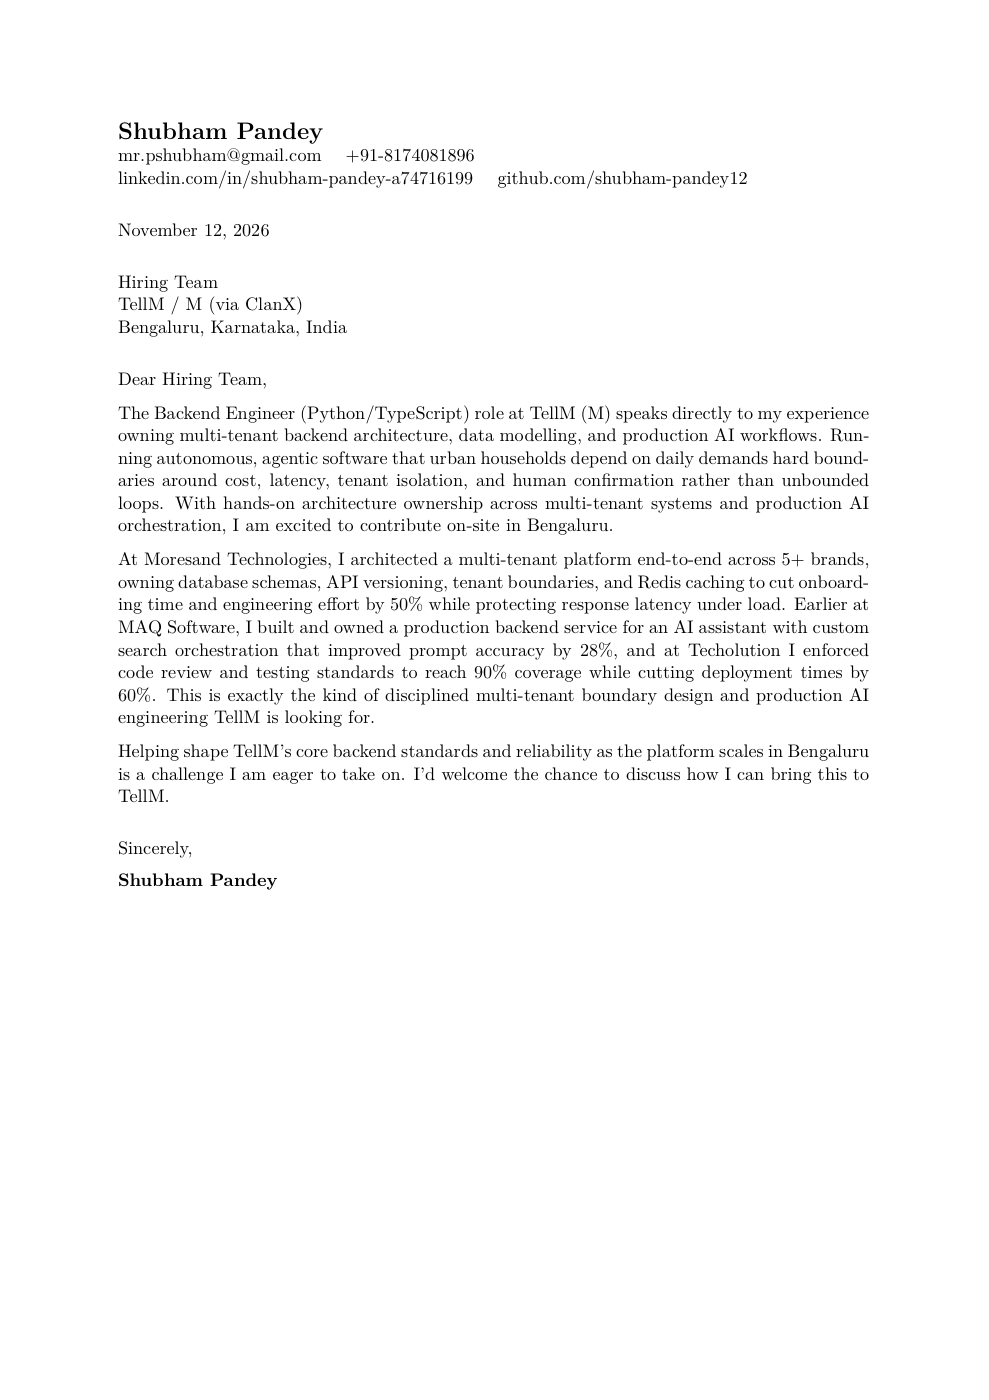 Shubham Pandey
mr.pshubham@gmail.com +91-8174081896
linkedin.com/in/shubham-pandey-a74716199 github.com/shubham-pandey12
November 12, 2026
Hiring Team
TellM / M (via ClanX)
Bengaluru, Karnataka, India
Dear Hiring Team,
The Backend Engineer (Python/TypeScript) role at TellM (M) speaks directly to my experience
owning multi-tenant backend architecture, data modelling, and production AI workflows. Run-
ning autonomous, agentic software that urban households depend on daily demands hard bound-
aries around cost, latency, tenant isolation, and human confirmation rather than unbounded
loops. With hands-on architecture ownership across multi-tenant systems and production AI
orchestration, I am excited to contribute on-site in Bengaluru.
At Moresand Technologies, I architected a multi-tenant platform end-to-end across 5+ brands,
owning database schemas, API versioning, tenant boundaries, and Redis caching to cut onboard-
ing time and engineering effort by 50% while protecting response latency under load. Earlier at
MAQ Software, I built and owned a production backend service for an AI assistant with custom
search orchestration that improved prompt accuracy by 28%, and at Techolution I enforced
code review and testing standards to reach 90% coverage while cutting deployment times by
60%. This is exactly the kind of disciplined multi-tenant boundary design and production AI
engineering TellM is looking for.
Helping shape TellM's core backend standards and reliability as the platform scales in Bengaluru
is a challenge I am eager to take on. I'd welcome the chance to discuss how I can bring this to
TellM.
Sincerely,
Shubham Pandey